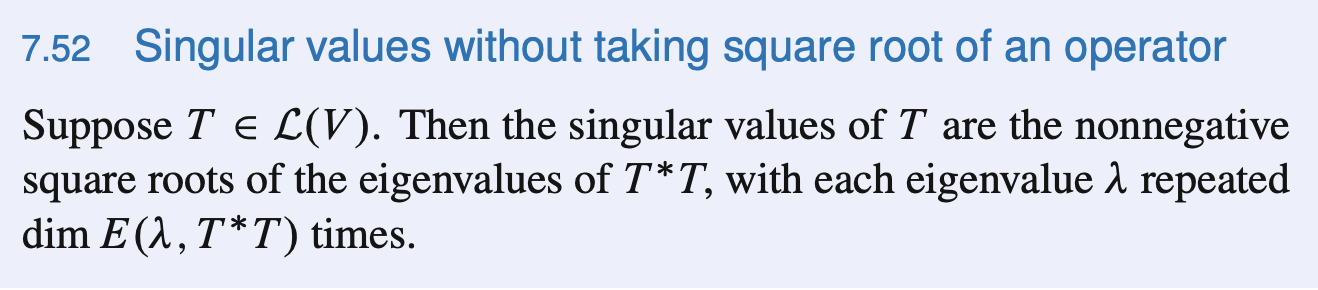 7.52 Singular values without taking square root of an operator
Suppose T ∈ ℒ(V). Then the singular values of T are the nonnegative
square roots of the eigenvalues of T*T, with each eigenvalue λ repeated
dim E(λ, T*T) times.